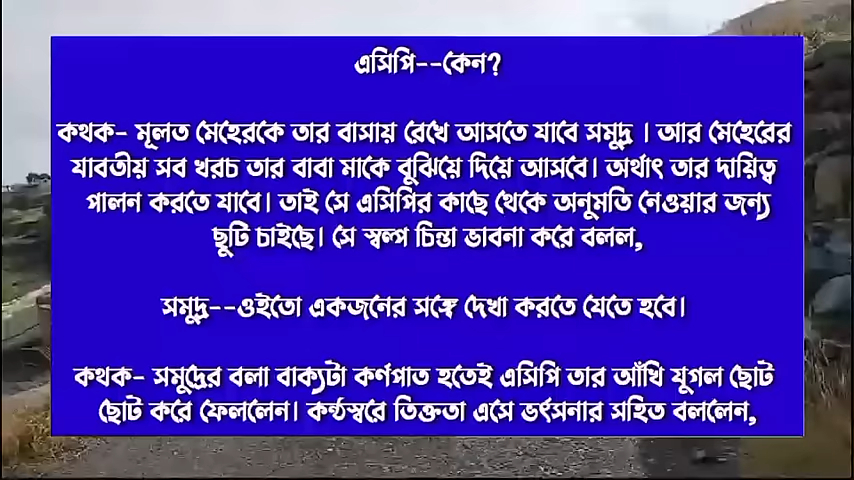 এসিপি--কেন?
কথক- মূলত মেহেরকে তার বাসায় রেখে আসতে যাবে সমুদ্র । আর মেহেরের
যাবতীয় সব খরচ তার বাবা মাকে বুঝিয়ে দিয়ে আসবে। অর্থাৎ তার দায়িত্ব
পালন করতে যাবে। তাই সে এসিপির কাছে থেকে অনুমতি নেওয়ার জন্য
ছুটি চাইছে। সে স্বল্প চিন্তা ভাবনা করে বলল,
সমুদ্র--ওইতো একজনের সঙ্গে দেখা করতে যেতে হবে।
কথক- সমুদ্রের বলা বাক্যটা কর্ণপাত হতেই এসিপি তার আঁখি যুগল ছোট
ছোট করে ফেললেন। কন্ঠস্বরে তিক্ততা এসে ভর্ৎসনার সহিত বললেন,